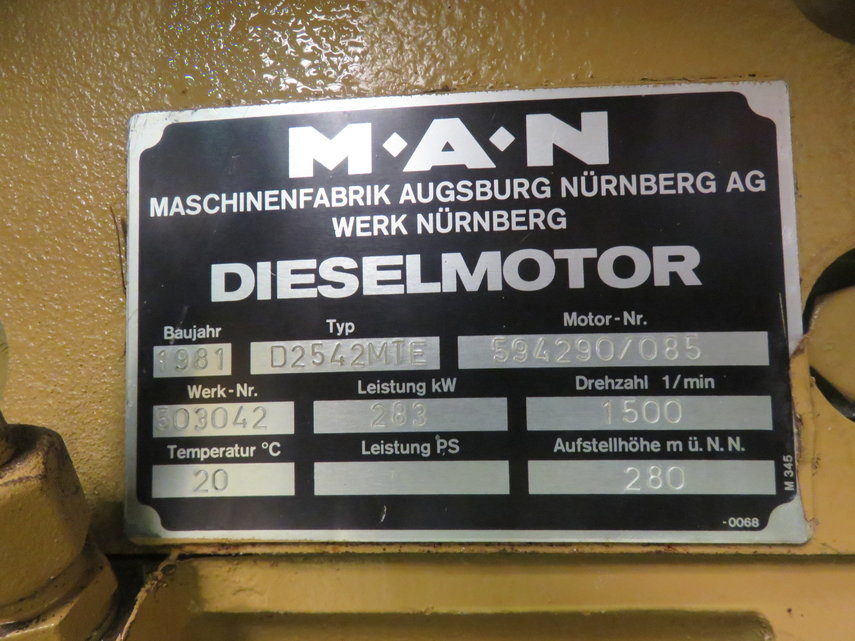 M·A·N
MASCHINENFABRIK AUGSBURG NÜRNBERG AG
WERK NÜRNBERG
DIESELMOTOR
Baujahr Typ Motor-Nr.
1981 D2542MTE 594290/085
Werk-Nr. Leistung kW Drehzahl 1/min
503042 283 1500
Temperatur °C Leistung PS Aufstellhöhe m ü. N. N.
20 280
M 345
-0068